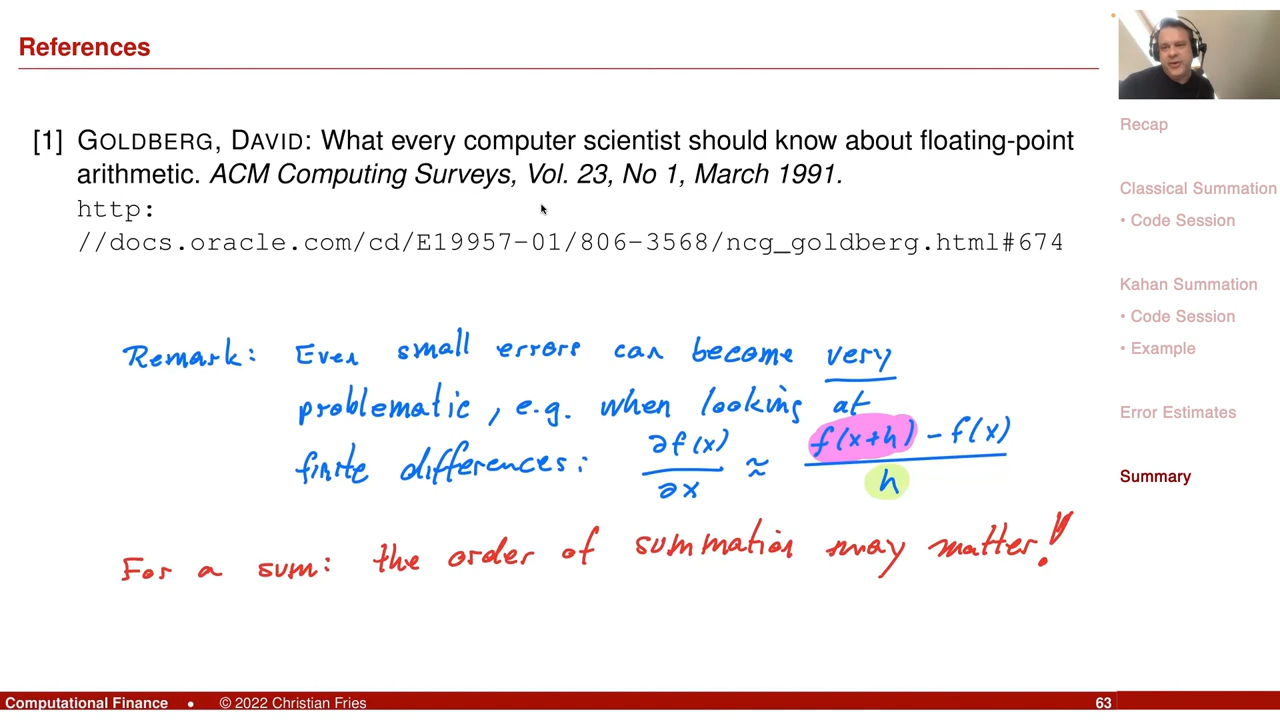 References
[1] GOLDBERG, DAVID: What every computer scientist should know about floating-point
arithmetic. ACM Computing Surveys, Vol. 23, No 1, March 1991.
http:
//docs.oracle.com/cd/E19957-01/806-3568/ncg_goldberg.html#674
Remark: Even small errors can become very
problematic, e.g. when looking at
finite differences: ∂f(x)/∂x ≈ f(x+h) - f(x)/h
For a sum: the order of summation may matter!
Recap
Classical Summation
• Code Session
Kahan Summation
• Code Session
• Example
Error Estimates
Summary
Computational Finance • © 2022 Christian Fries 63